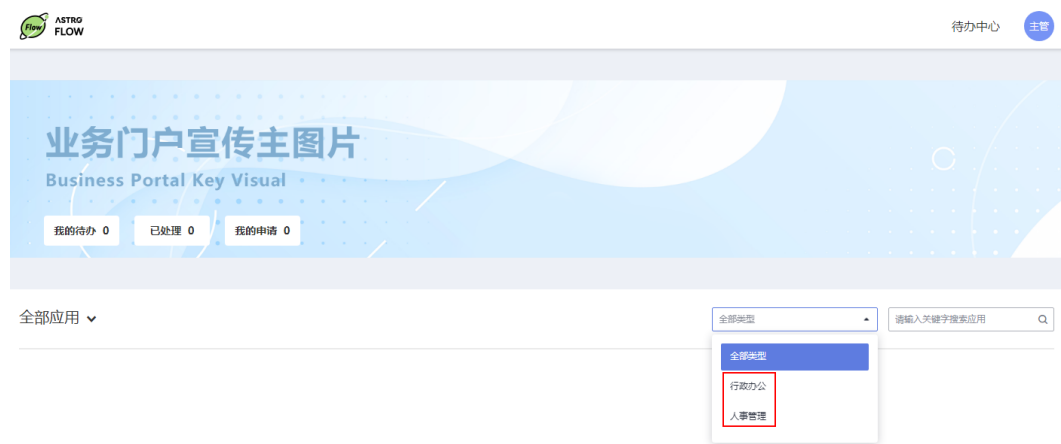 Flow
ASTRO
FLOW
待办中心
主管
业务门户宣传主图片
Business Portal Key Visual
我的待办 0 已处理 0 我的申请 0
全部应用
全部类型
请输入关键字搜索应用
全部类型
行政办公
人事管理